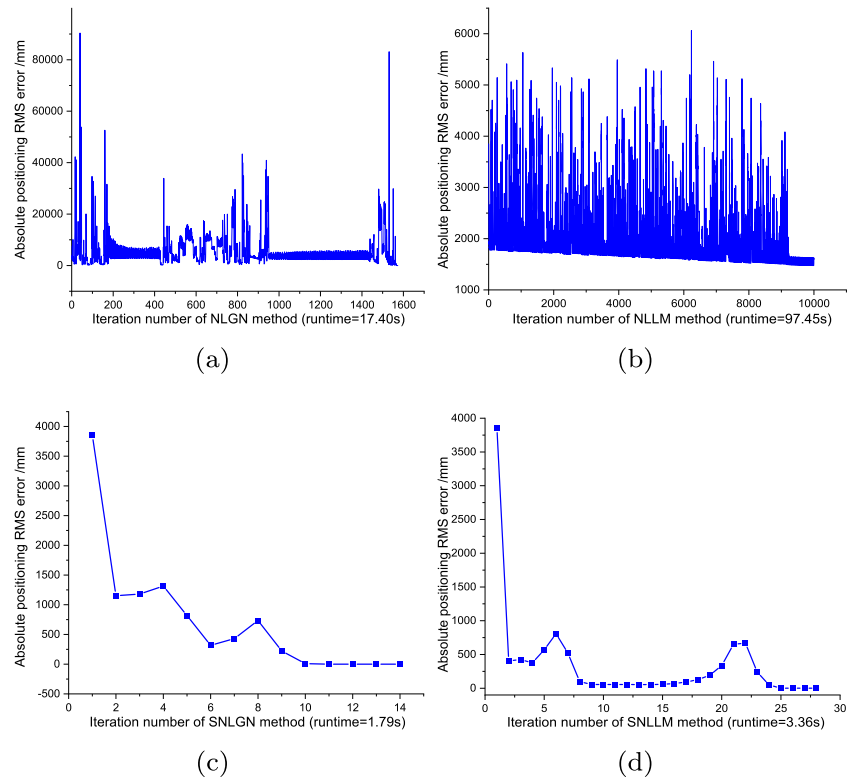 Absolute positioning RMS error /mm
80000
60000
40000
20000
0
0 200 400 600 800 1000 1200 1400 1600
Iteration number of NLGN method (runtime=17.40s)
(a)
Absolute positioning RMS error /mm
6000
5000
4000
3000
2000
1000
0 2000 4000 6000 8000 10000
Iteration number of NLLM method (runtime=97.45s)
(b)
Absolute positioning RMS error /mm
4000
3500
3000
2500
2000
1500
1000
500
0
-500
0 2 4 6 8 10 12 14
Iteration number of SNLGN method (runtime=1.79s)
(c)
Absolute positioning RMS error /mm
4000
3500
3000
2500
2000
1500
1000
500
0
0 5 10 15 20 25 30
Iteration number of SNLLM method (runtime=3.36s)
(d)